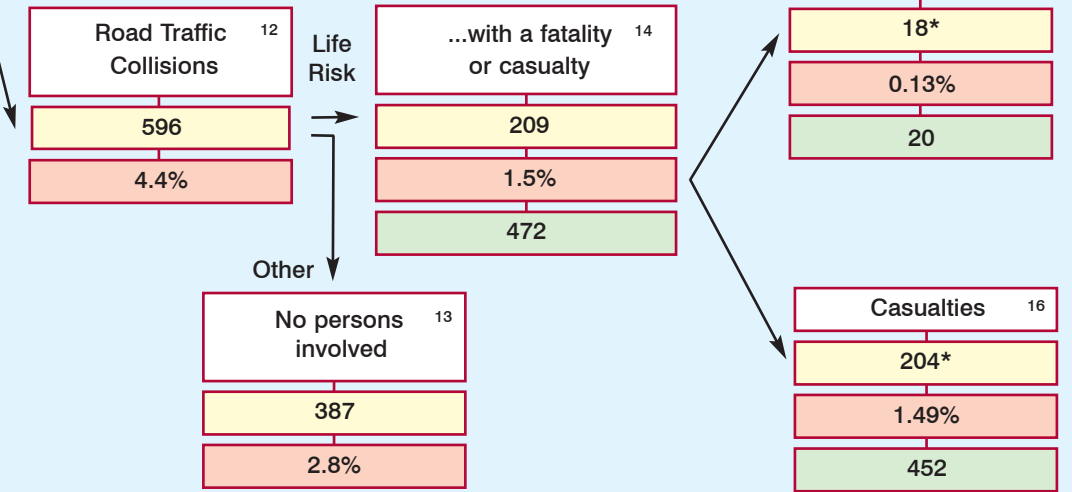 Road Traffic 12
Collisions
596
4.4%
Life
Risk
...with a fatality 14
or casualty
209
1.5%
472
18*
0.13%
20
Other
No persons 13
involved
387
2.8%
Casualties 16
204*
1.49%
452